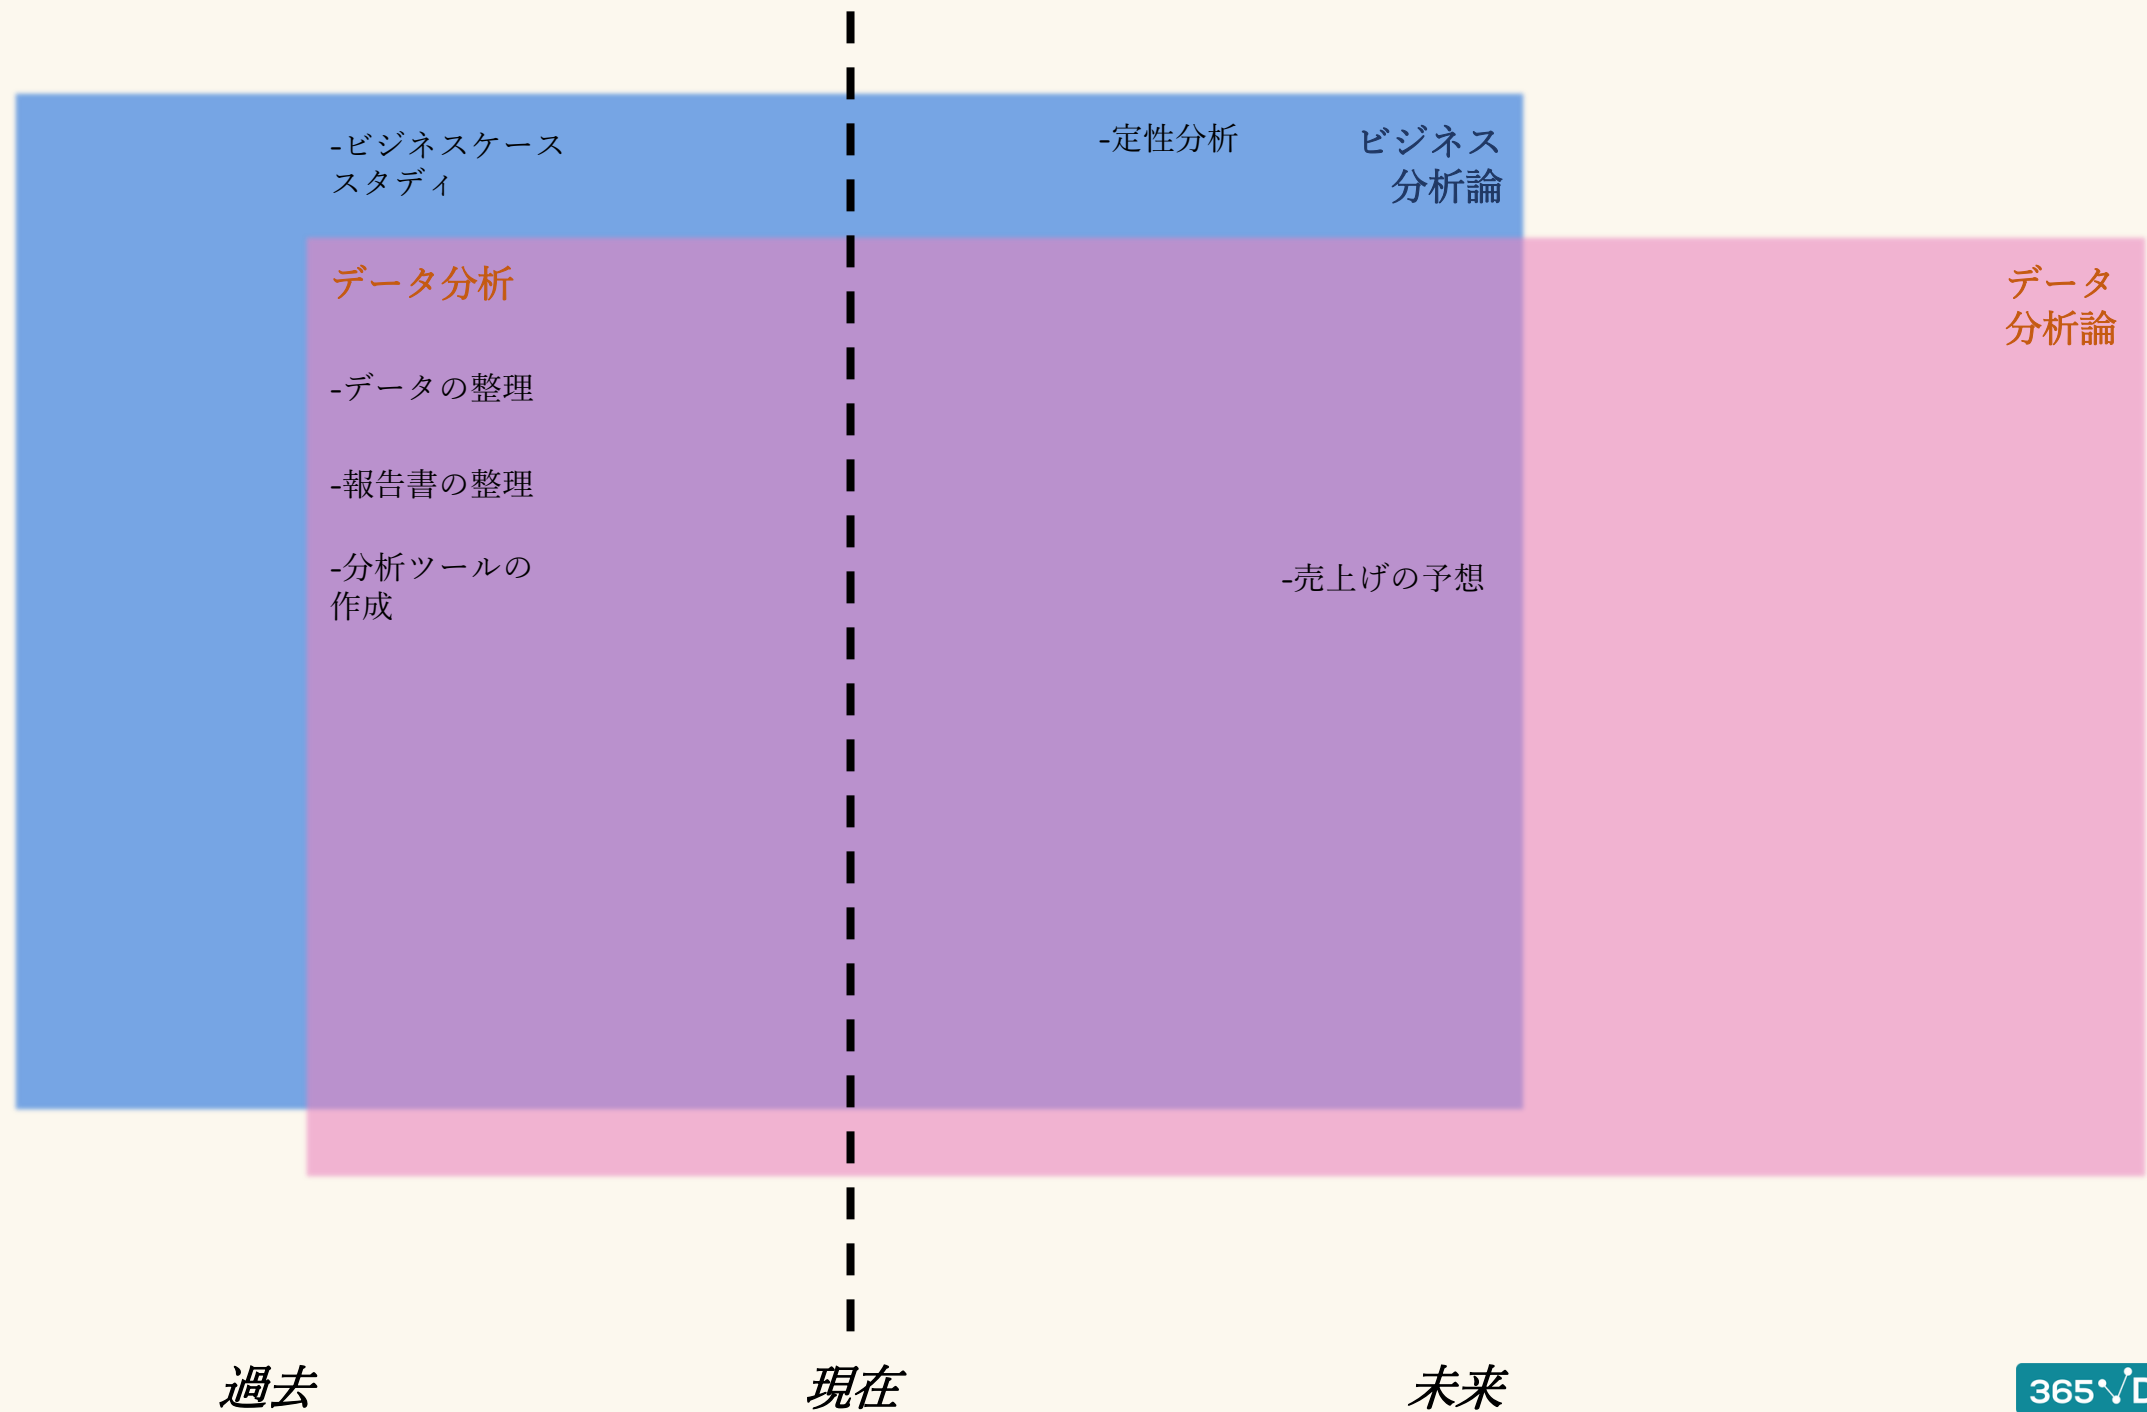 -ビジネスケース
スタディ
-定性分析
ビジネス
分析論
データ分析
データ
分析論
-データの整理
-報告書の整理
-分析ツールの
作成
-売上げの予想
過去
現在
未来
365 D